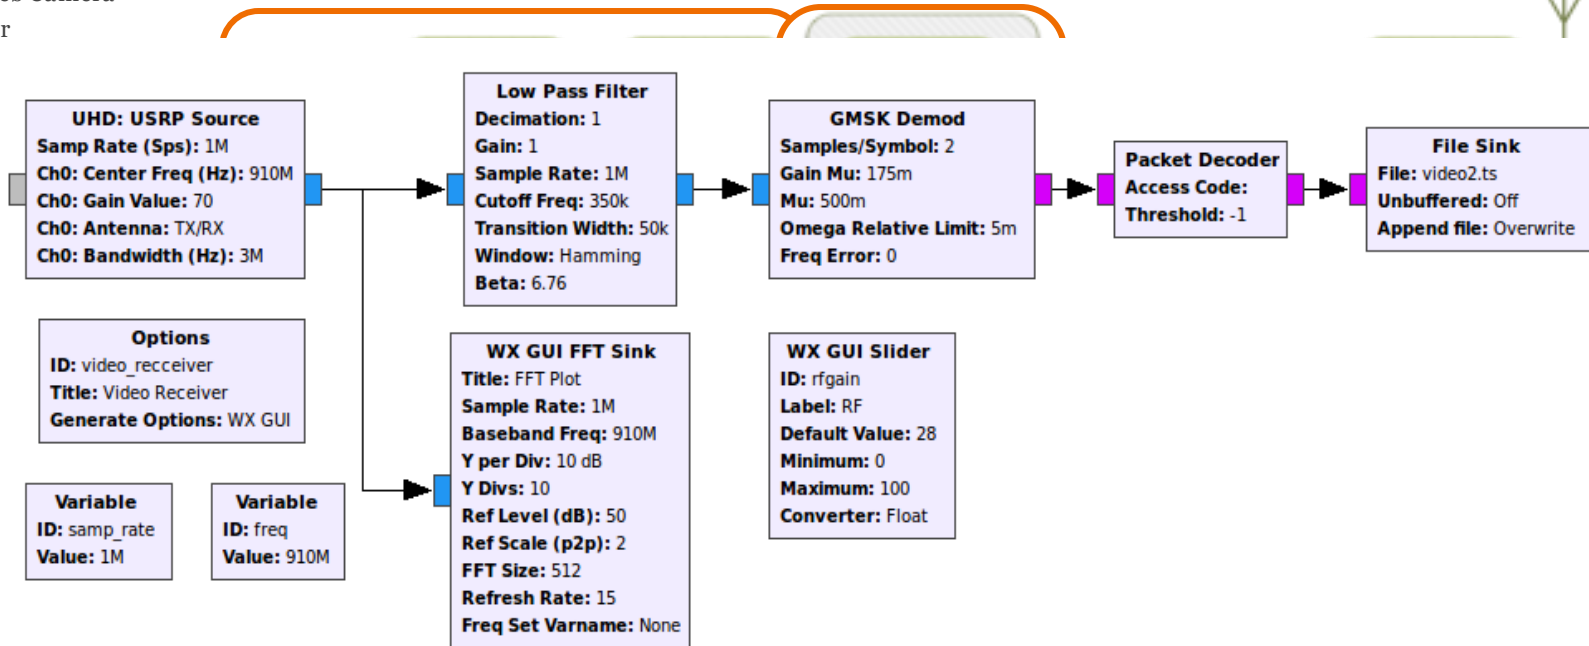 r
UHD: USRP Source
Samp Rate (Sps): 1M
Ch0: Center Freq (Hz): 910M
Ch0: Gain Value: 70
Ch0: Antenna: TX/RX
Ch0: Bandwidth (Hz): 3M
Low Pass Filter
Decimation: 1
Gain: 1
Sample Rate: 1M
Cutoff Freq: 350k
Transition Width: 50k
Window: Hamming
Beta: 6.76
GMSK Demod
Samples/Symbol: 2
Gain Mu: 175m
Mu: 500m
Omega Relative Limit: 5m
Freq Error: 0
Packet Decoder
Access Code:
Threshold: -1
File Sink
File: video2.ts
Unbuffered: Off
Append file: Overwrite
Options
ID: video_recceiver
Title: Video Receiver
Generate Options: WX GUI
WX GUI FFT Sink
Title: FFT Plot
Sample Rate: 1M
Baseband Freq: 910M
Y per Div: 10 dB
Y Divs: 10
Ref Level (dB): 50
Ref Scale (p2p): 2
FFT Size: 512
Refresh Rate: 15
Freq Set Varname: None
WX GUI Slider
ID: rfgain
Label: RF
Default Value: 28
Minimum: 0
Maximum: 100
Converter: Float
Variable
ID: samp_rate
Value: 1M
Variable
ID: freq
Value: 910M